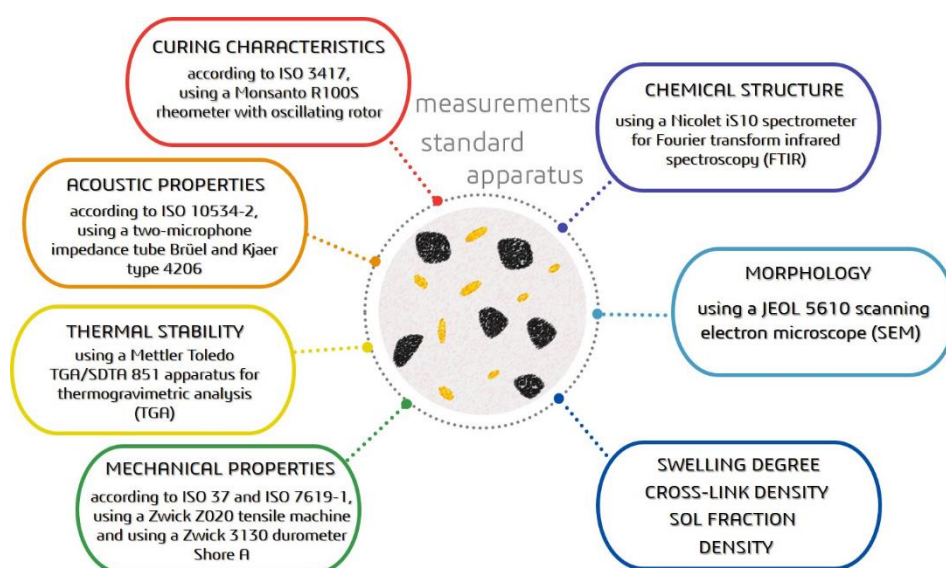 CURING CHARACTERISTICS
according to ISO 3417,
using a Monsanto R100S
rheometer with oscillating rotor
measurements
standard
apparatus
CHEMICAL STRUCTURE
using a Nicolet iS10 spectrometer
for Fourier transform infrared
spectroscopy (FTIR)
ACOUSTIC PROPERTIES
according to ISO 10534-2,
using a two-microphone
impedance tube Brüel and Kjaer
type 4206
MORPHOLOGY
using a JEOL 5610 scanning
electron microscope (SEM)
THERMAL STABILITY
using a Mettler Toledo
TGA/SDTA 851 apparatus for
thermogravimetric analysis
(TGA)
MECHANICAL PROPERTIES
according to ISO 37 and ISO 7619-1,
using a Zwick Z020 tensile machine
and using a Zwick 3130 durometer
Shore A
SWELLING DEGREE
CROSS-LINK DENSITY
SOL FRACTION
DENSITY